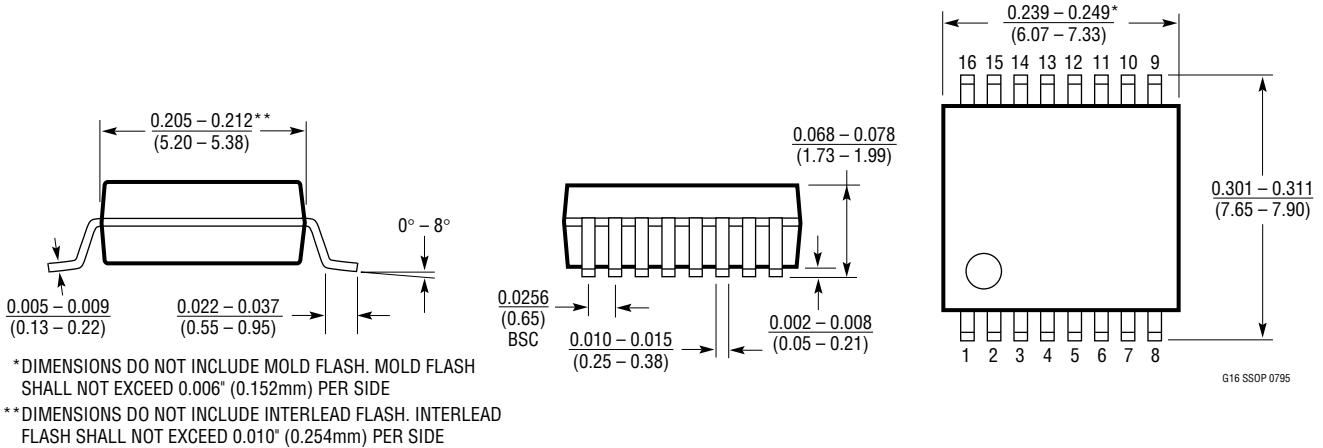 0.205 – 0.212**
(5.20 – 5.38)
0° – 8°
0.005 – 0.009
(0.13 – 0.22)
0.022 – 0.037
(0.55 – 0.95)
*DIMENSIONS DO NOT INCLUDE MOLD FLASH. MOLD FLASH
SHALL NOT EXCEED 0.006" (0.152mm) PER SIDE
**DIMENSIONS DO NOT INCLUDE INTERLEAD FLASH. INTERLEAD
FLASH SHALL NOT EXCEED 0.010" (0.254mm) PER SIDE
0.068 – 0.078
(1.73 – 1.99)
0.0256
(0.65)
BSC
0.010 – 0.015
(0.25 – 0.38)
0.002 – 0.008
(0.05 – 0.21)
0.239 – 0.249*
(6.07 – 7.33)
16 15 14 13 12 11 10 9
0.301 – 0.311
(7.65 – 7.90)
1 2 3 4 5 6 7 8
G16 SSOP 0795